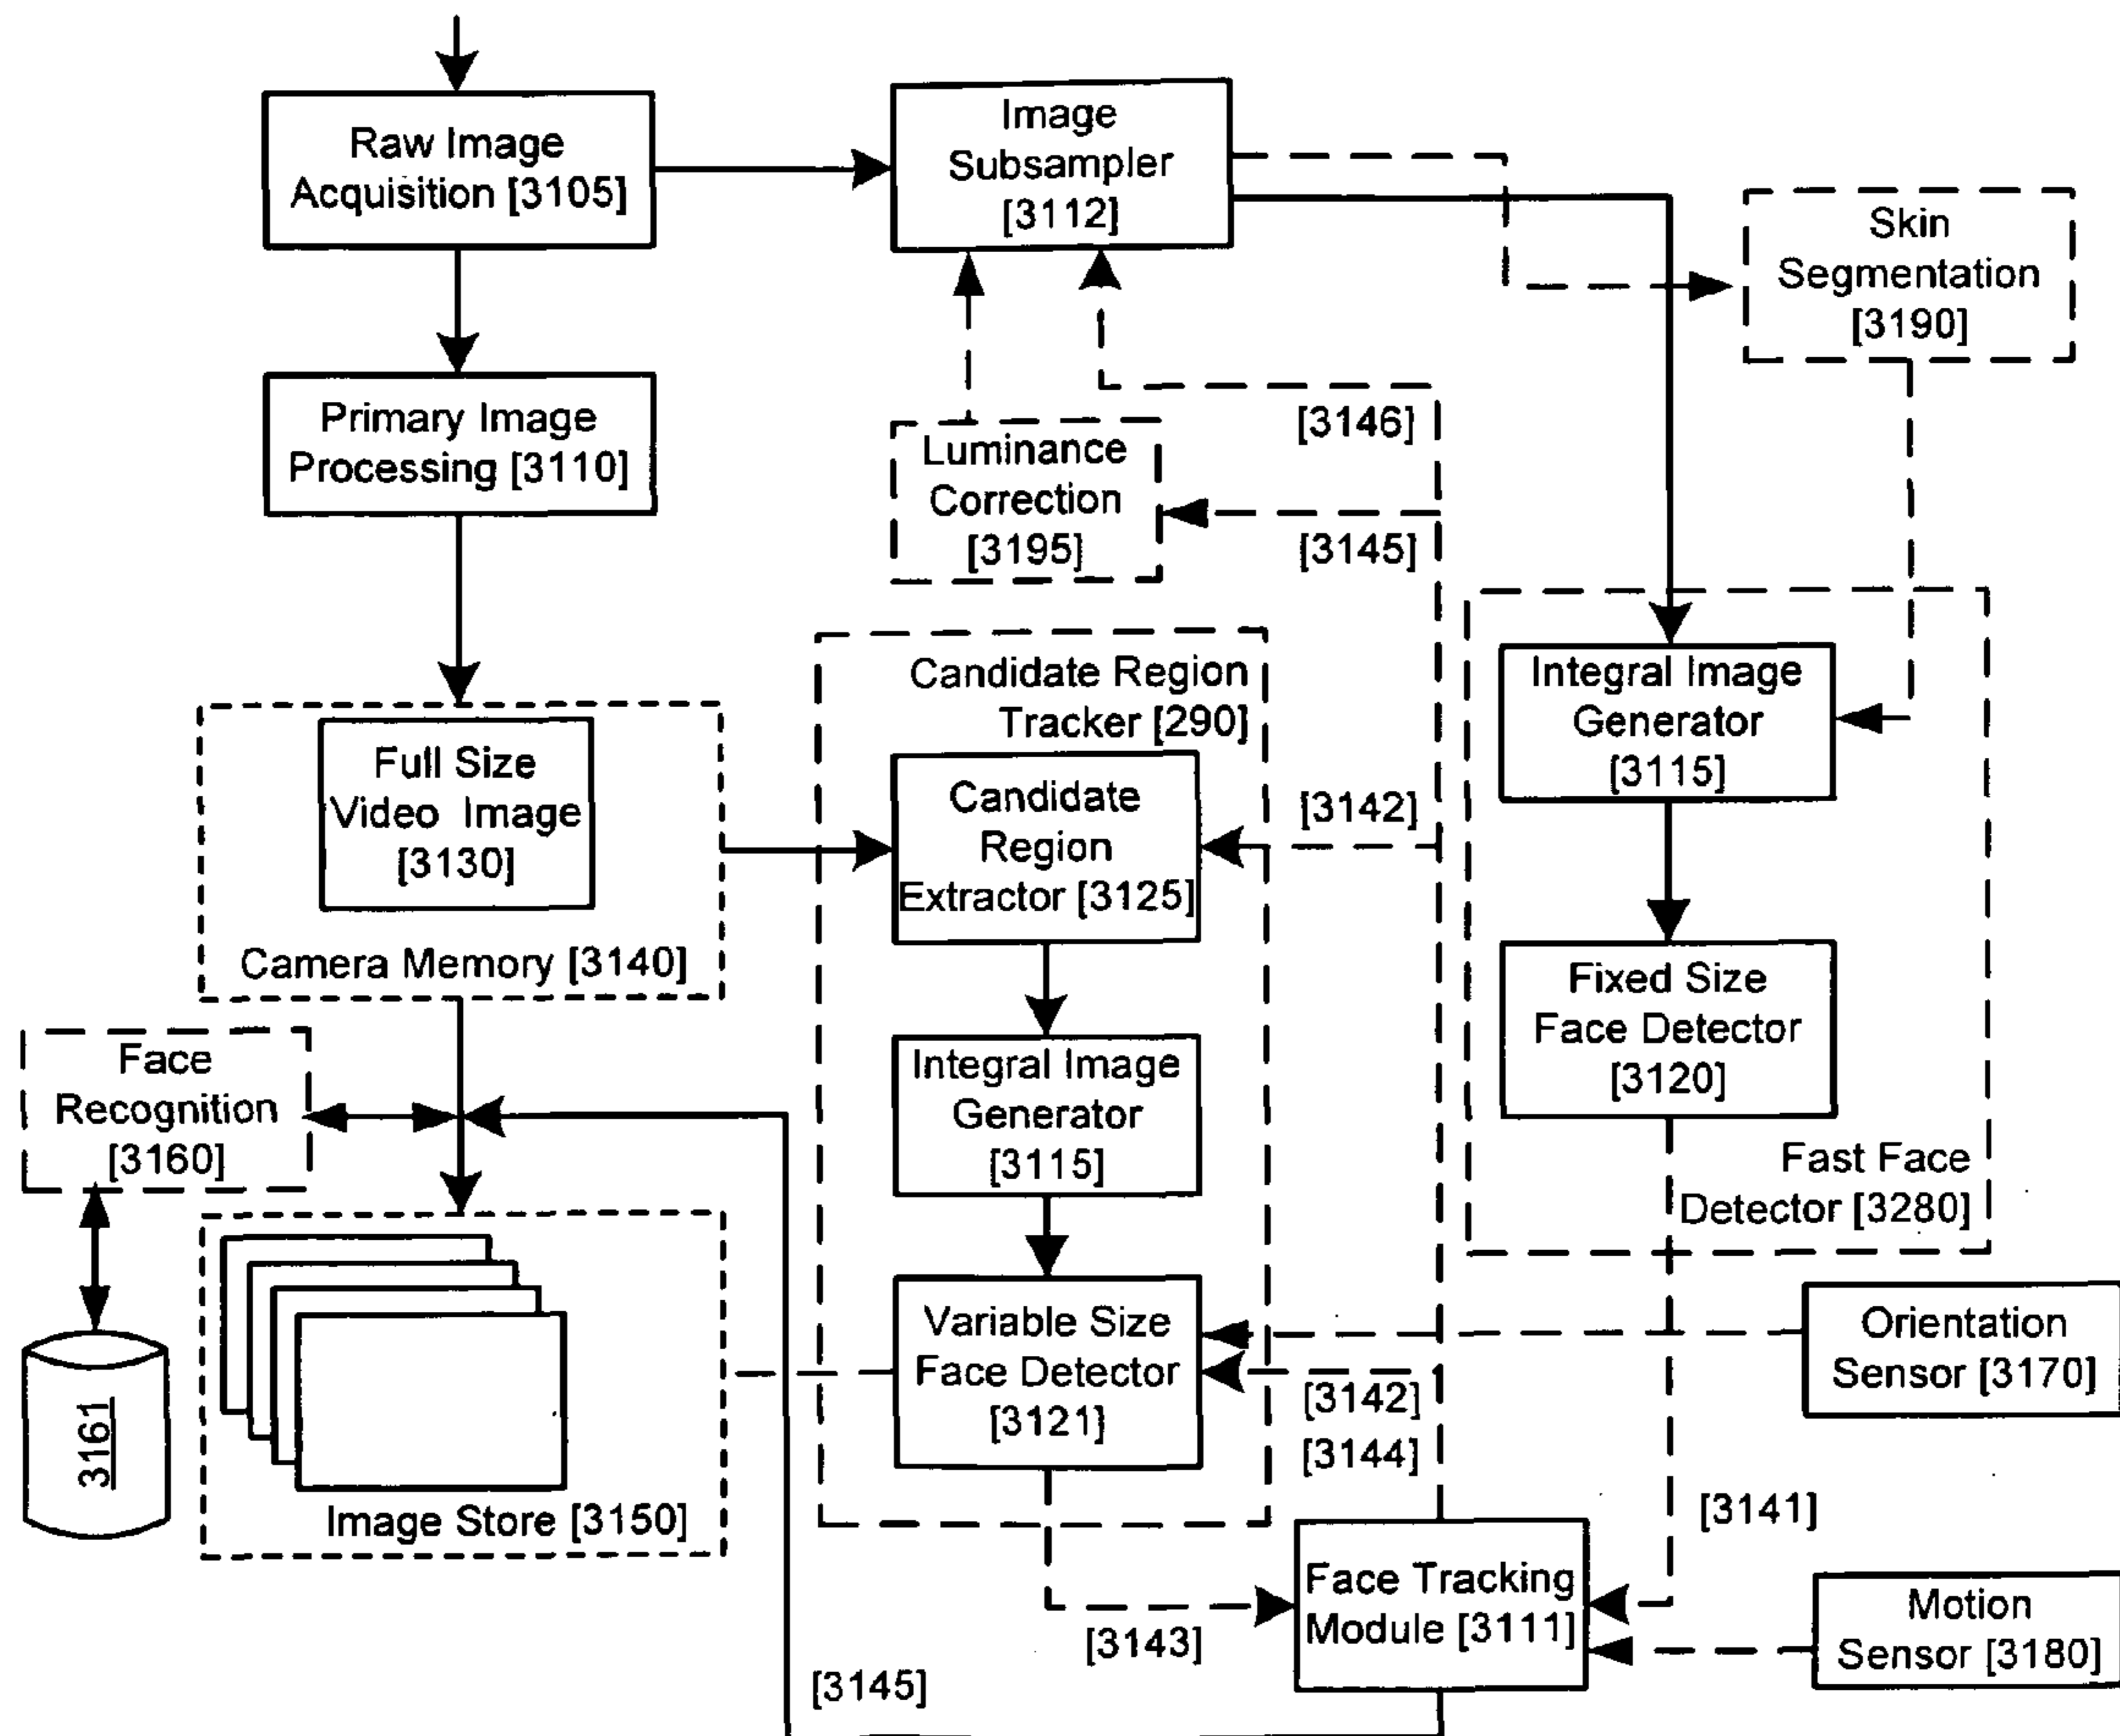 Raw Image
Acquisition [3105]
Image
Subsampler
[3112]
Skin
Segmentation
[3190]
Primary Image
Processing [3110]
[3146]
Luminance
Correction
[3195]
[3145]
Candidate Region
Tracker [290]
Integral Image
Generator
[3115]
Full Size
Video Image
[3130]
Camera Memory [3140]
Candidate
Region
Extractor [3125]
[3142]
Fixed Size
Face Detector
[3120]
Face
Recognition
[3160]
Integral Image
Generator
[3115]
Fast Face
Detector [3280]
3161
Image Store [3150]
Variable Size
Face Detector
[3121]
[3142]
[3144]
Orientation
Sensor [3170]
[3141]
Face Tracking
Module [3111]
[3143]
Motion
Sensor [3180]
[3145]